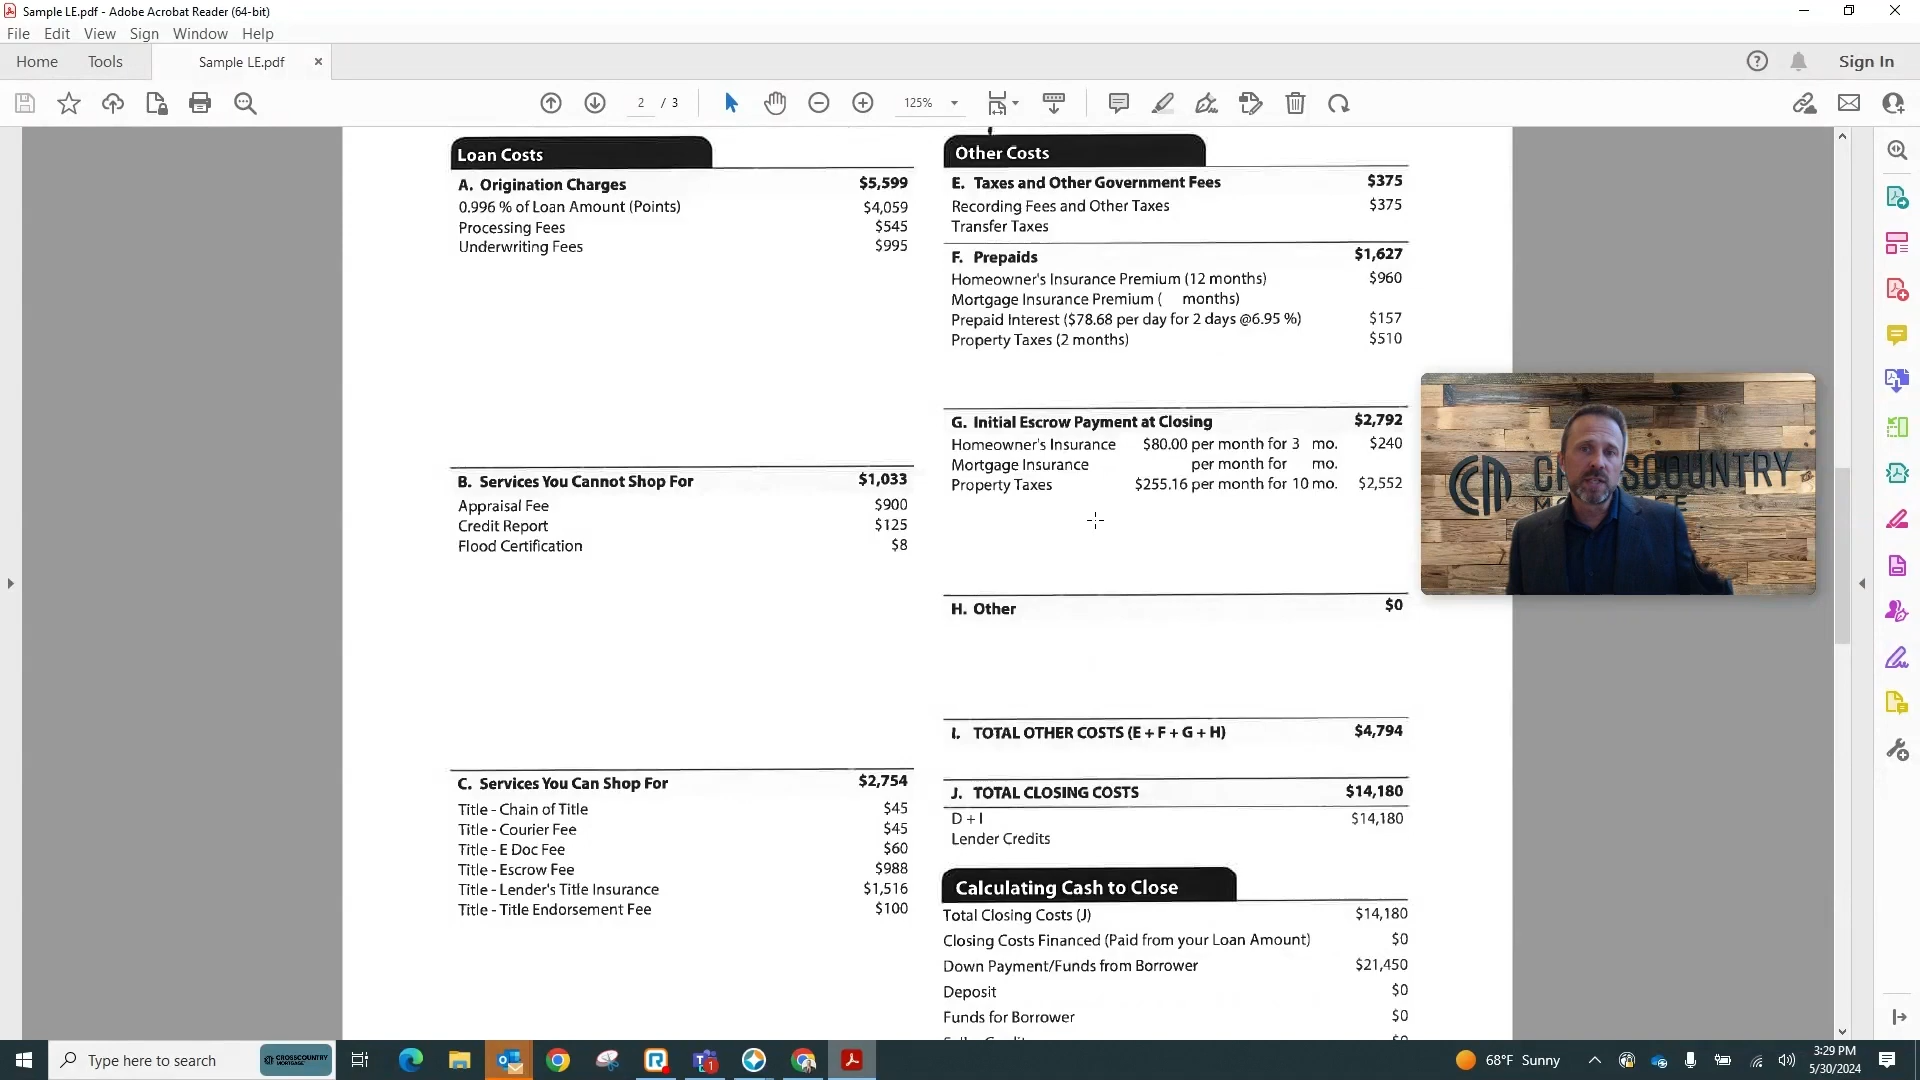 Sample LE.pdf - Adobe Acrobat Reader (64-bit)
File Edit View Sign Window Help
Home Tools Sample LE.pdf × Sign In
2 / 3 125%
Loan Costs
A. Origination Charges $5,599
0.996 % of Loan Amount (Points) $4,059
Processing Fees $545
Underwriting Fees $995
B. Services You Cannot Shop For $1,033
Appraisal Fee $900
Credit Report $125
Flood Certification $8
C. Services You Can Shop For $2,754
Title - Chain of Title $45
Title - Courier Fee $45
Title - E Doc Fee $60
Title - Escrow Fee $988
Title - Lender's Title Insurance $1,516
Title - Title Endorsement Fee $100
Other Costs
E. Taxes and Other Government Fees $375
Recording Fees and Other Taxes $375
Transfer Taxes
F. Prepaids $1,627
Homeowner's Insurance Premium (12 months) $960
Mortgage Insurance Premium ( months)
Prepaid Interest ($78.68 per day for 2 days @6.95 %) $157
Property Taxes (2 months) $510
G. Initial Escrow Payment at Closing $2,792
Homeowner's Insurance $80.00 per month for 3 mo. $240
Mortgage Insurance per month for mo.
Property Taxes $255.16 per month for 10 mo. $2,552
H. Other $0
I. TOTAL OTHER COSTS (E + F + G + H) $4,794
J. TOTAL CLOSING COSTS $14,180
D + I $14,180
Lender Credits
Calculating Cash to Close
Total Closing Costs (J) $14,180
Closing Costs Financed (Paid from your Loan Amount) $0
Down Payment/Funds from Borrower $21,450
Deposit $0
Funds for Borrower $0
Type here to search
CROSSCOUNTRY
MORTGAGE
68°F Sunny
3:29 PM
5/30/2024